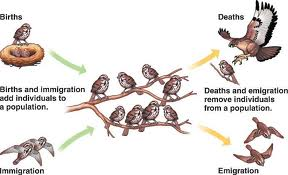 Births
Deaths
Births and immigration
add individuals to
a population.
Deaths and emigration
remove individuals
from a population.
Immigration
Emigration